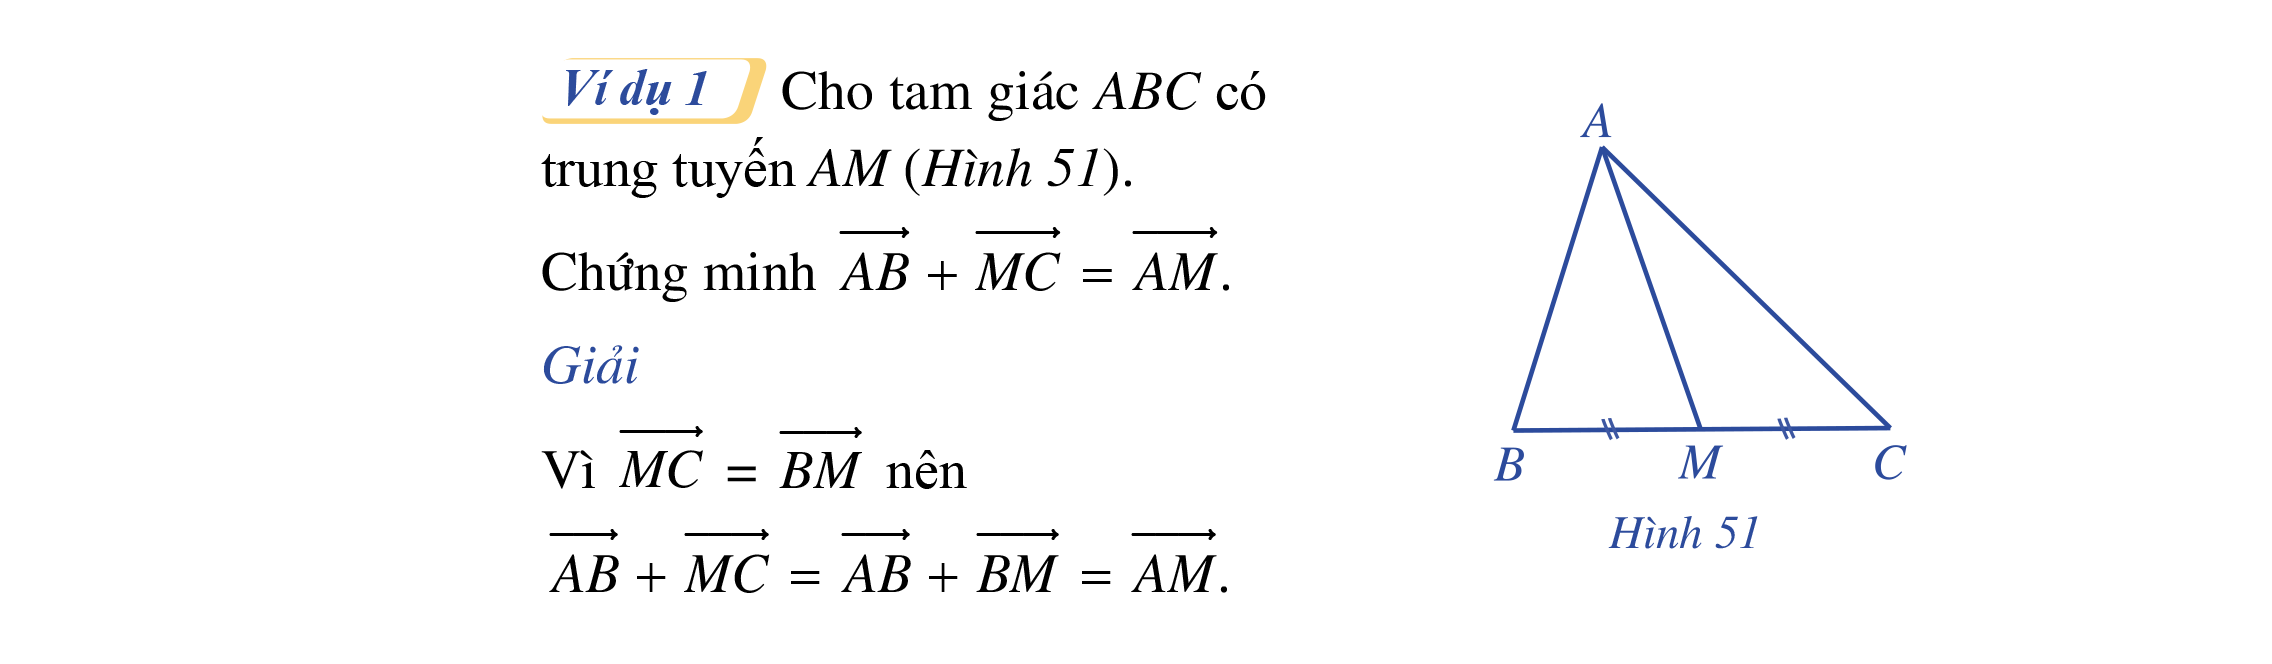 Ví dụ 1 Cho tam giác ABC có
trung tuyến AM (Hình 51).
Chứng minh $\overrightarrow{AB} + \overrightarrow{MC} = \overrightarrow{AM}$.
Giải
Vì $\overrightarrow{MC} = \overrightarrow{BM}$ nên
$\overrightarrow{AB} + \overrightarrow{MC} = \overrightarrow{AB} + \overrightarrow{BM} = \overrightarrow{AM}$.
A
B M C
Hình 51